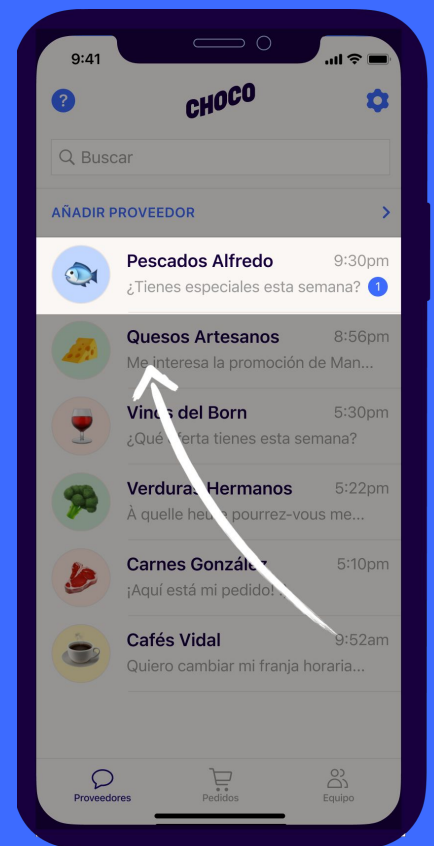 9:41
?
CHOCO
Buscar
AÑADIR PROVEEDOR
Pescados Alfredo 9:30pm
¿Tienes especiales esta semana? 1
Quesos Artesanos 8:56pm
Me interesa la promoción de Man...
Vinos del Born 5:30pm
¿Qué oferta tienes esta semana?
Verduras Hermanos 5:22pm
À quelle heure pourrez-vous me...
Carnes González 5:10pm
¡Aquí está mi pedido!
Cafés Vidal 9:52am
Quiero cambiar mi franja horaria...
Proveedores Pedidos Equipo